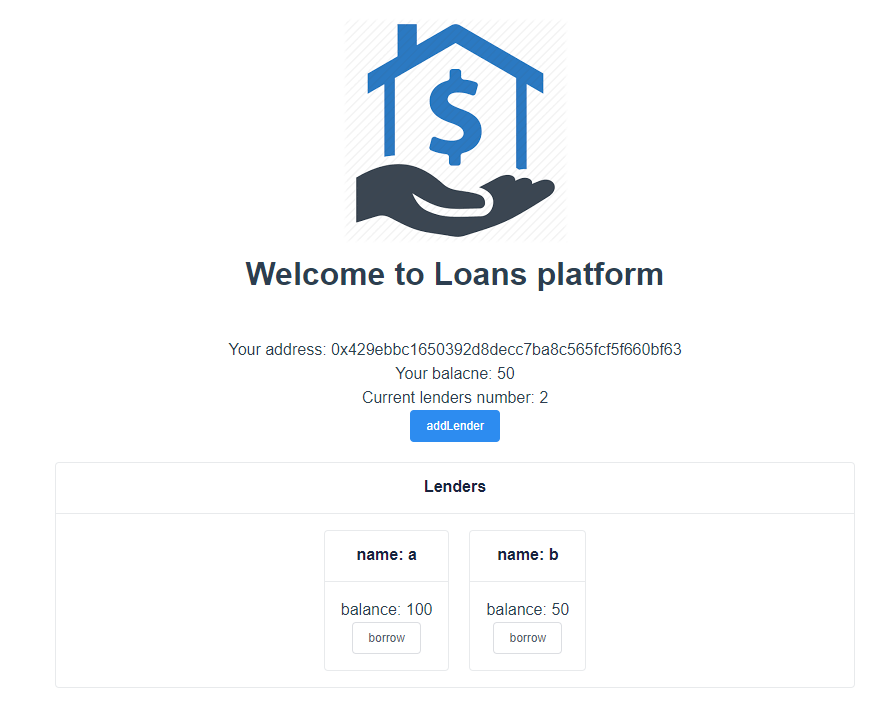 $
Welcome to Loans platform
Your address: 0x429ebbc1650392d8decc7ba8c565fcf5f660bf63
Your balacne: 50
Current lenders number: 2
addLender
Lenders
name: a
balance: 100
borrow
name: b
balance: 50
borrow